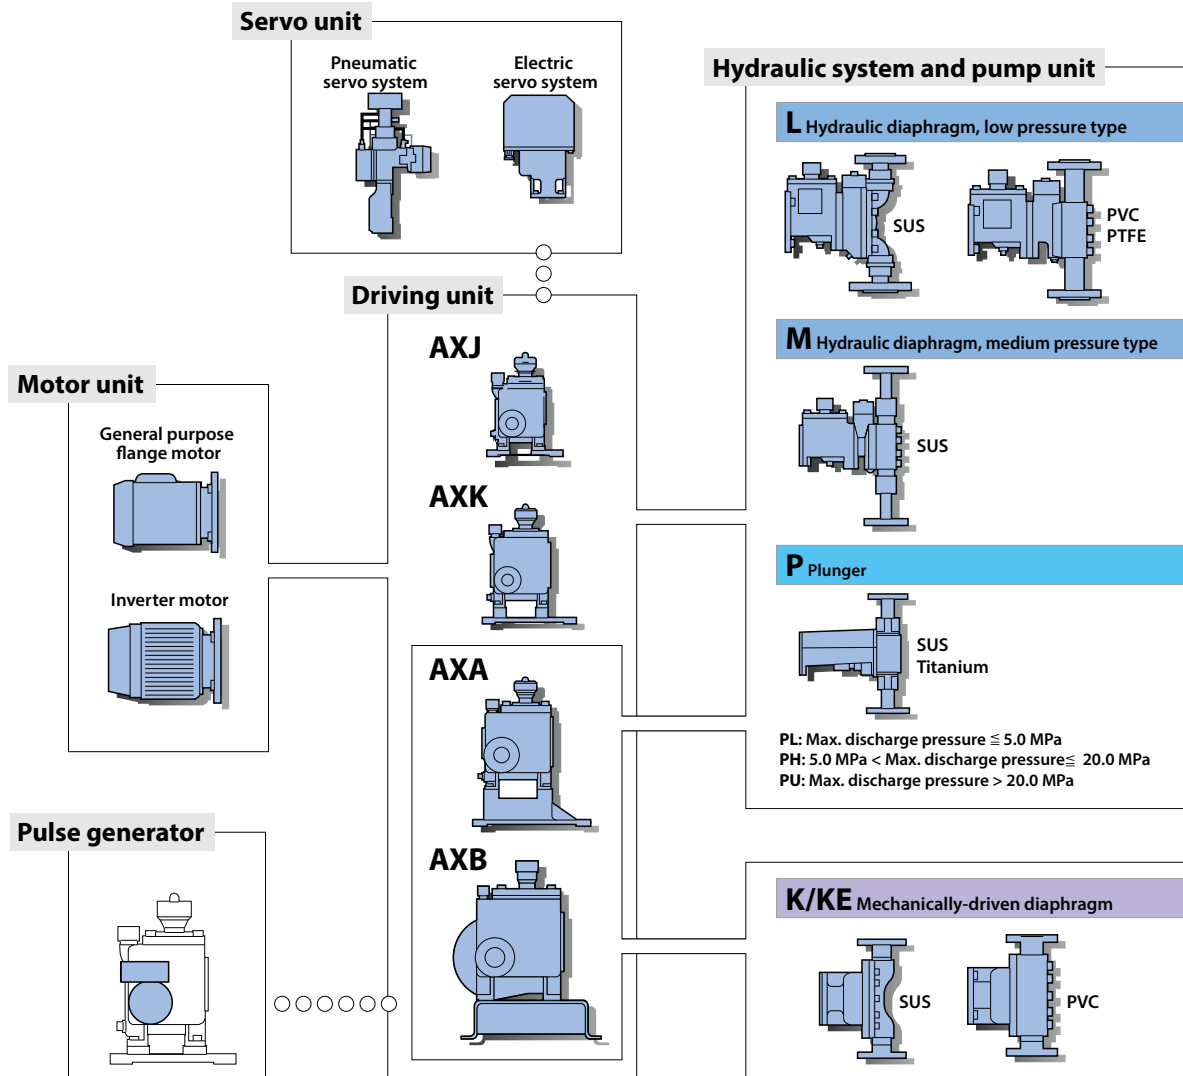 Servo unit
Pneumatic
servo system
Electric
servo system
Hydraulic system and pump unit
L Hydraulic diaphragm, low pressure type
SUS
PVC
PTFE
Driving unit
AXJ
M Hydraulic diaphragm, medium pressure type
SUS
Motor unit
General purpose
flange motor
Inverter motor
AXK
P Plunger
SUS
Titanium
PL: Max. discharge pressure ≦ 5.0 MPa
PH: 5.0 MPa < Max. discharge pressure≦ 20.0 MPa
PU: Max. discharge pressure > 20.0 MPa
AXA
Pulse generator
AXB
K/KE Mechanically-driven diaphragm
SUS
PVC